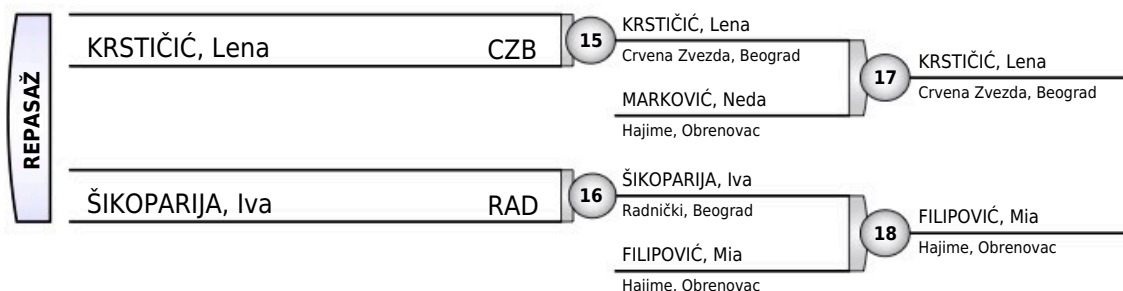 REPASAŽ
KRSTIČIĆ, Lena CZB
15
KRSTIČIĆ, Lena
Crvena Zvezda, Beograd
MARKOVIĆ, Neda
Hajime, Obrenovac
17
KRSTIČIĆ, Lena
Crvena Zvezda, Beograd
ŠIKOPARIJA, Iva RAD
16
ŠIKOPARIJA, Iva
Radnički, Beograd
FILIPOVIĆ, Mia
Hajime, Obrenovac
18
FILIPOVIĆ, Mia
Hajime, Obrenovac